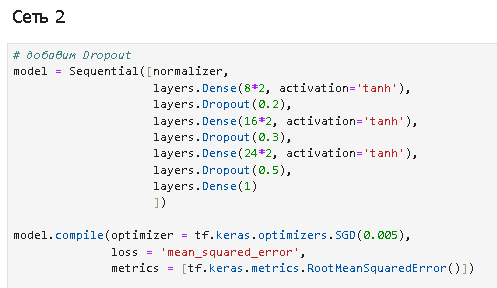 Сеть 2
# добавим Dropout
model = Sequential([normalizer,
layers.Dense(8*2, activation='tanh'),
layers.Dropout(0.2),
layers.Dense(16*2, activation='tanh'),
layers.Dropout(0.3),
layers.Dense(24*2, activation='tanh'),
layers.Dropout(0.5),
layers.Dense(1)
])
model.compile(optimizer = tf.keras.optimizers.SGD(0.005),
loss = 'mean_squared_error',
metrics = [tf.keras.metrics.RootMeanSquaredError()])